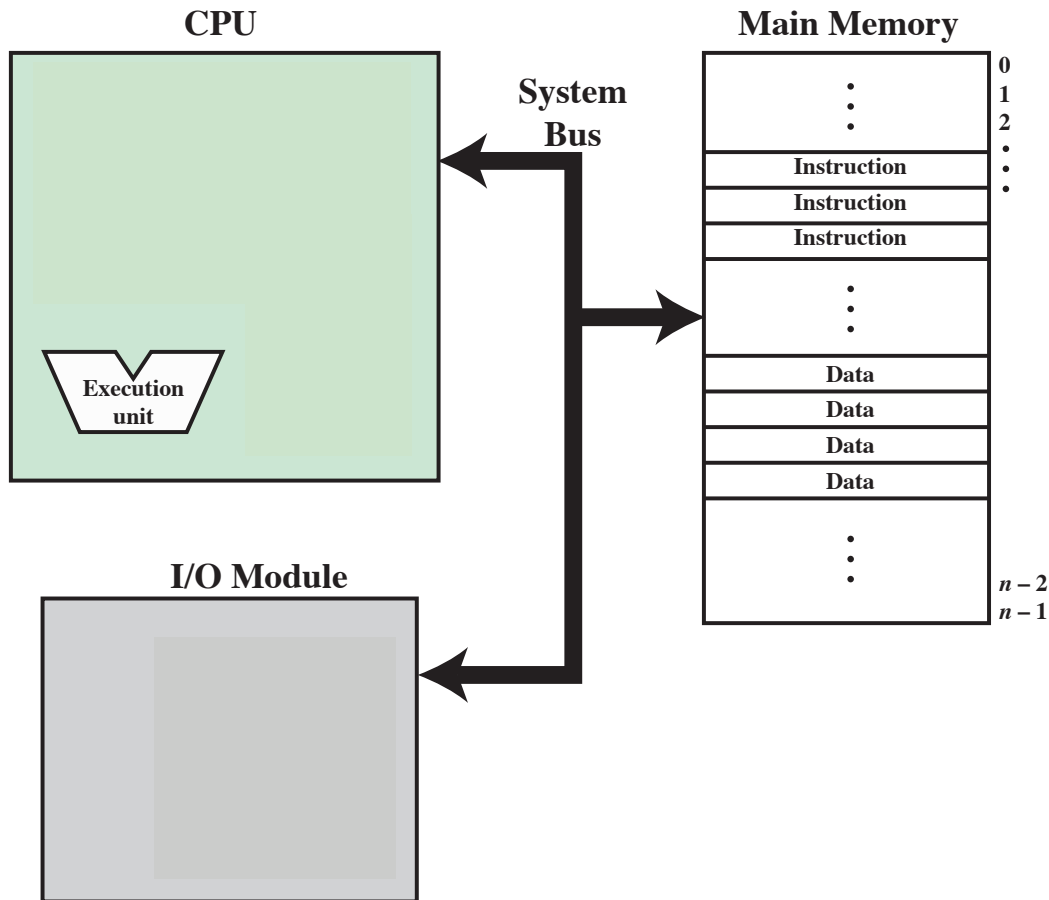 CPU
Main Memory
System
Bus
0
1
2
Instruction
Instruction
Instruction
Execution
unit
Data
Data
Data
Data
I/O Module
n – 2
n – 1